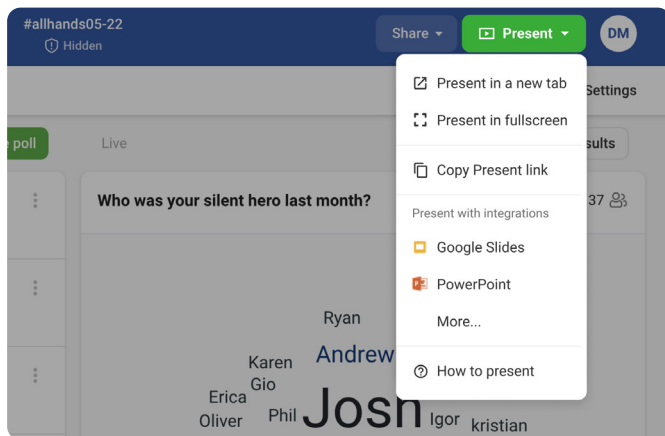 #allhands05-22
Hidden
Share
Present
DM
Present in a new tab
Settings
Present in fullscreen
poll
Live
Copy Present link
Who was your silent hero last month?
37
Present with integrations
Google Slides
PowerPoint
More...
How to present
Ryan
Karen
Andrew
Gio
Erica
Josh
Oliver
Phil
Igor
kristian